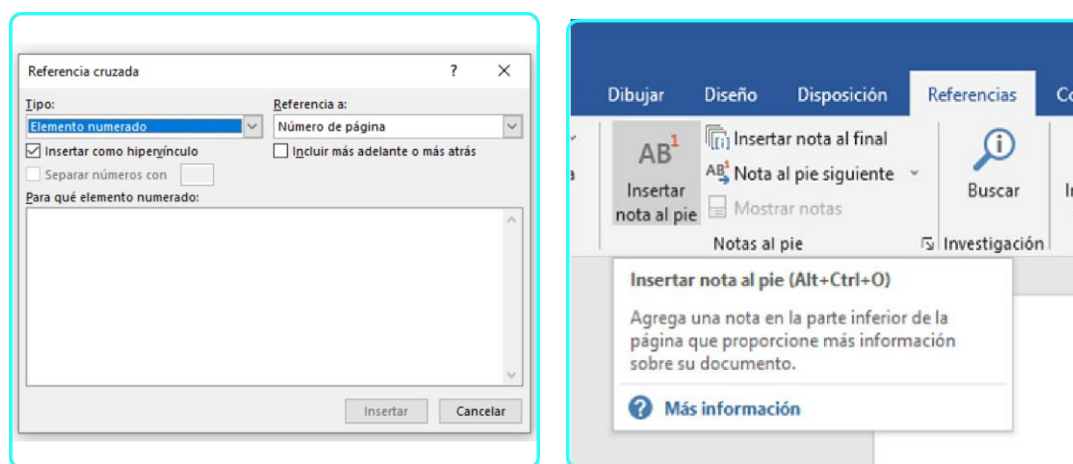 Referencia cruzada ? X
Tipo: Referencia a:
Elemento numerado Número de página
Insertar como hipervínculo Incluir más adelante o más atrás
Separar números con
Para qué elemento numerado:
Insertar Cancelar
Dibujar Diseño Disposición Referencias
AB1 Insertar nota al final
AB1 Nota al pie siguiente
Insertar Buscar
nota al pie Mostrar notas
Notas al pie Investigación
Insertar nota al pie (Alt+Ctrl+O)
Agrega una nota en la parte inferior de la
página que proporcione más información
sobre su documento.
? Más información